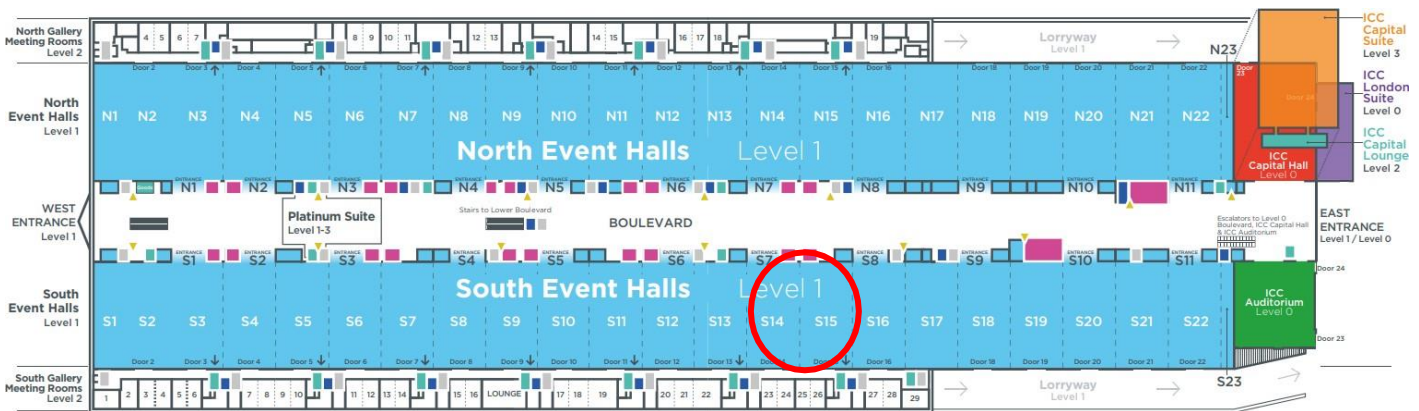 North Gallery
Meeting Rooms
Level 2
4 5 6 7 8 9 10 11 12 13 14 15 16 17 18 19
Lorryway
Level 1
N23
ICC
Capital
Suite
Level 3
Door 2 Door 3 Door 4 Door 5 Door 6 Door 7 Door 8 Door 9 Door 10 Door 11 Door 12 Door 13 Door 14 Door 15 Door 16 Door 18 Door 19 Door 20 Door 21 Door 22 Door 23
ICC
London
Suite
Level 0
North
Event Halls
Level 1
N1 N2 N3 N4 N5 N6 N7 N8 N9 N10 N11 N12 N13 N14 N15 N16 N17 N18 N19 N20 N21 N22
ICC
Capital
Lounge
Level 2
North Event Halls Level 1
ICC
Capital Hall
Level 0
ENTRANCE ENTRANCE ENTRANCE ENTRANCE ENTRANCE ENTRANCE ENTRANCE ENTRANCE ENTRANCE ENTRANCE ENTRANCE
N1 N2 N3 N4 N5 N6 N7 N8 N9 N10 N11
WEST
ENTRANCE
Level 1
Platinum Suite
Level 1-3
Stairs to Lower Boulevard
BOULEVARD
Escalators to Level 0
Boulevard, ICC Capital Hall
& ICC Auditorium
EAST
ENTRANCE
Level 1 / Level 0
ENTRANCE ENTRANCE ENTRANCE ENTRANCE ENTRANCE ENTRANCE ENTRANCE ENTRANCE ENTRANCE ENTRANCE ENTRANCE
S1 S2 S3 S4 S5 S6 S7 S8 S9 S10 S11
Door 24
South Event Halls Level 1
ICC
Auditorium
Level 0
South
Event Halls
Level 1
S1 S2 S3 S4 S5 S6 S7 S8 S9 S10 S11 S12 S13 S14 S15 S16 S17 S18 S19 S20 S21 S22
Door 23
Door 2 Door 3 Door 4 Door 5 Door 6 Door 7 Door 8 Door 9 Door 10 Door 11 Door 12 Door 13 Door 16 Door 18 Door 19 Door 20 Door 21 Door 22
S23
South Gallery
Meeting Rooms
Level 2
1 2 3 4 5 6 7 8 9 10 11 12 13 14 15 16 LOUNGE 17 18 19 20 21 22 23 24 25 26 27 28 29
Lorryway
Level 1